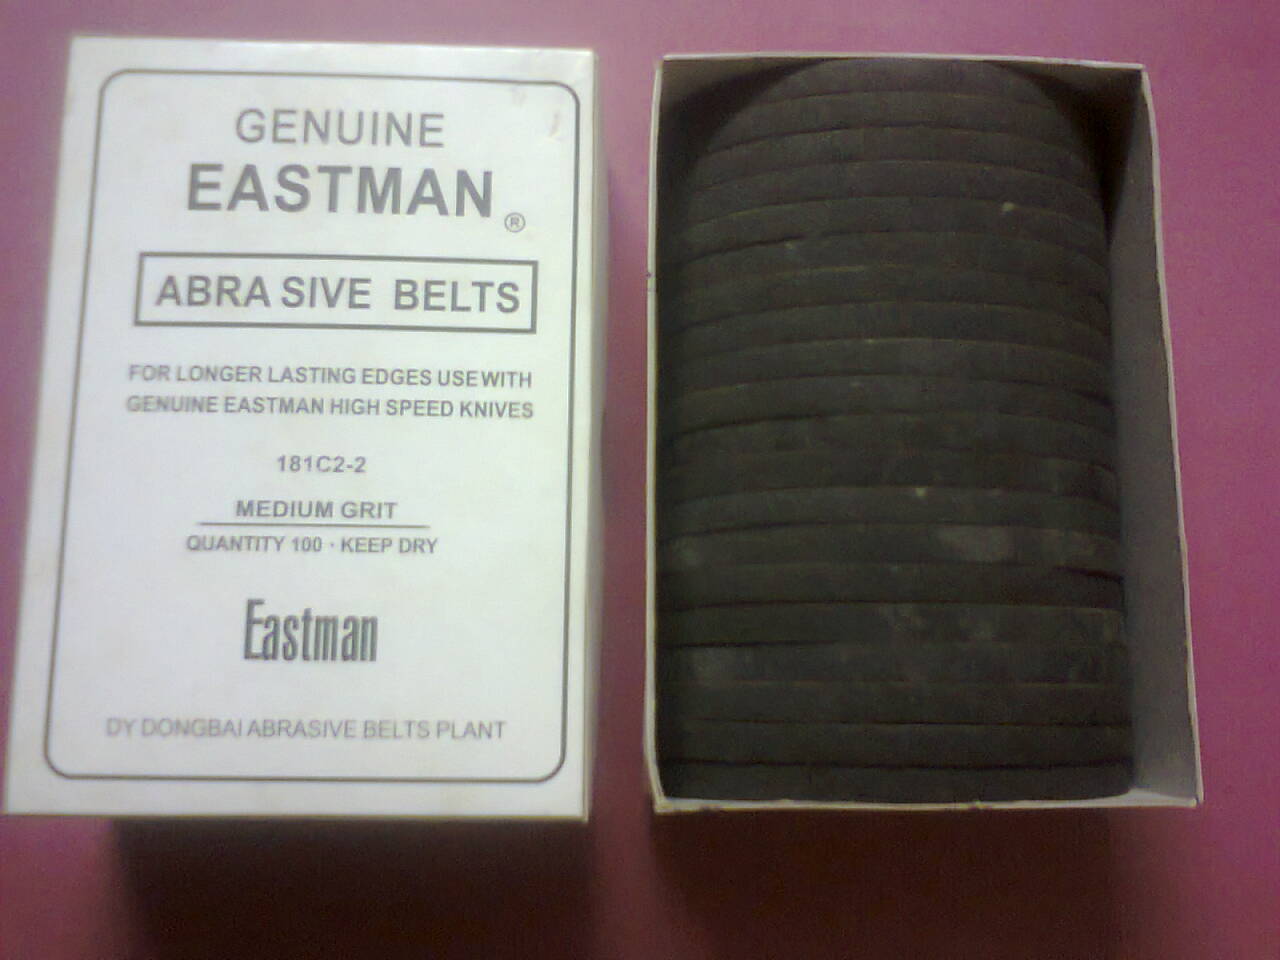 GENUINE
EASTMAN ®
ABRA SIVE BELTS
FOR LONGER LASTING EDGES USE WITH
GENUINE EASTMAN HIGH SPEED KNIVES
181C2-2
MEDIUM GRIT
QUANTITY 100 · KEEP DRY
Eastman
DY DONGBAI ABRASIVE BELTS PLANT